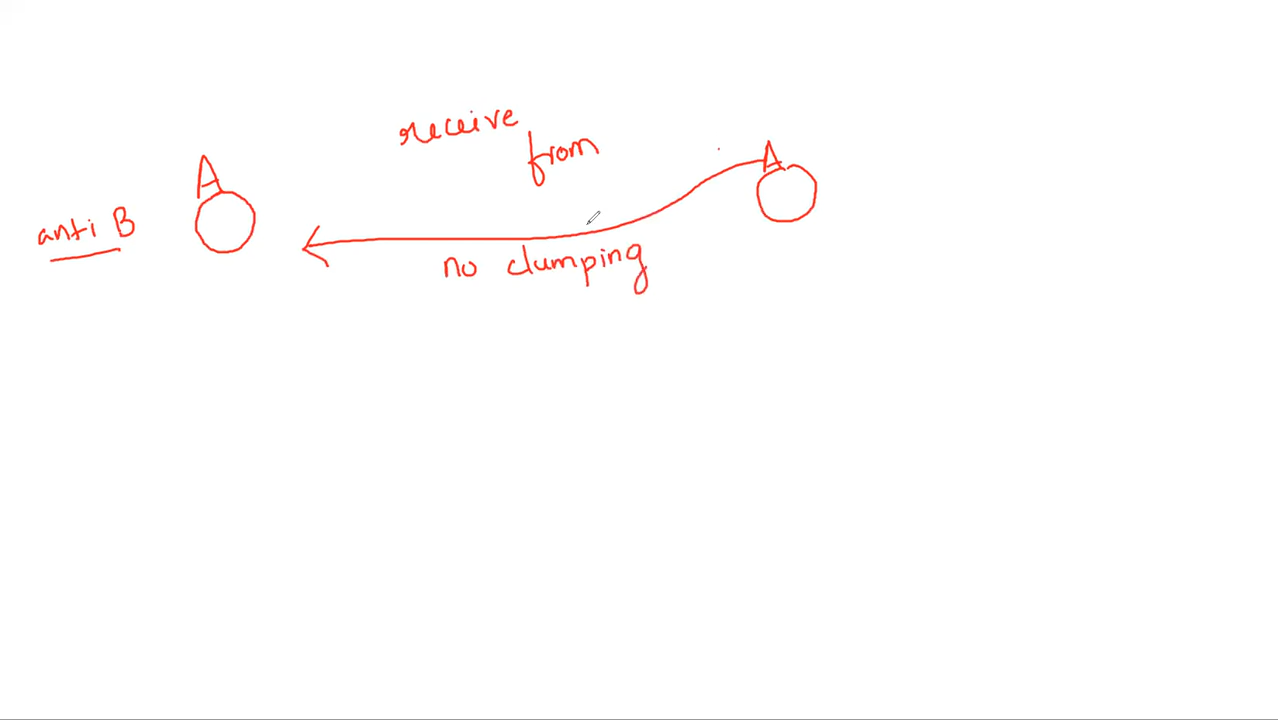 receive
from
A
A
anti B
no clumping